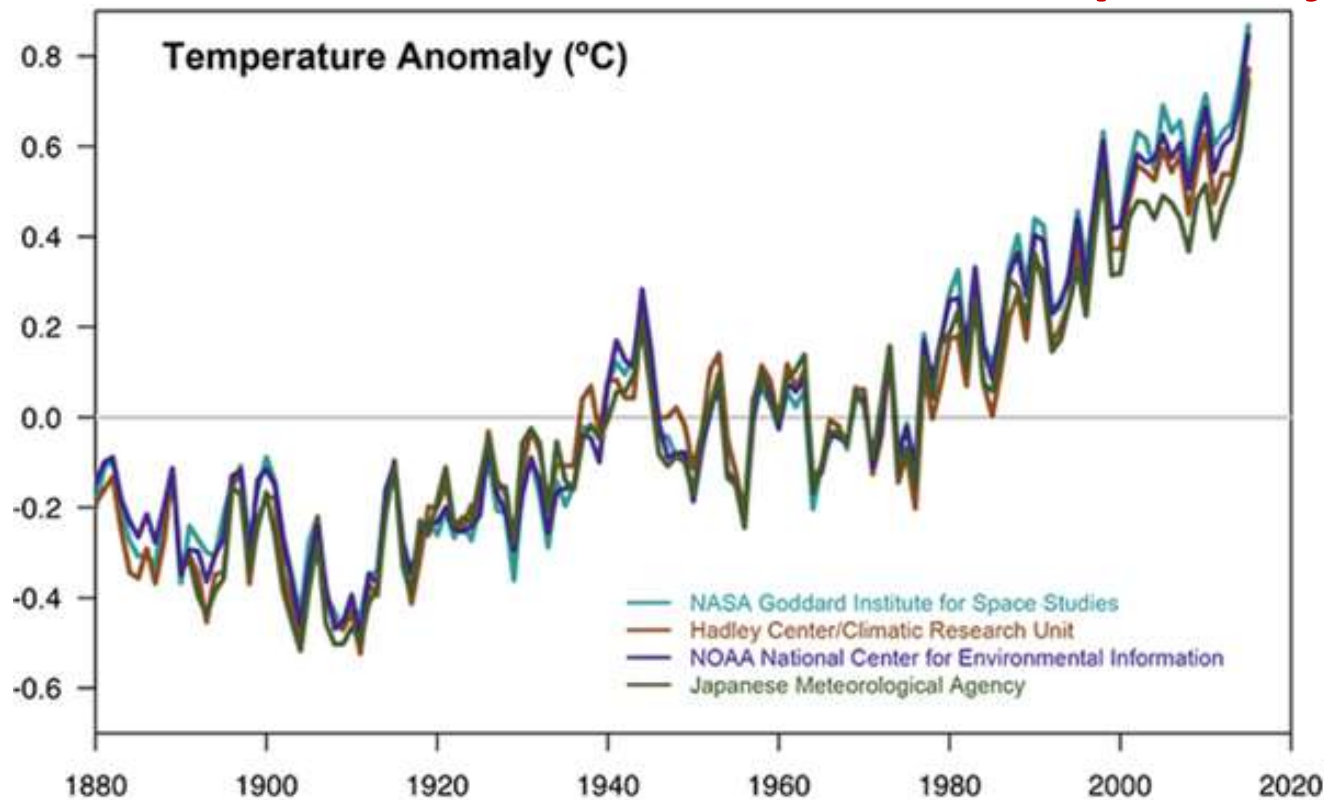 Temperature Anomaly (ºC)
0.8
0.6
0.4
0.2
0.0
-0.2
-0.4
-0.6
NASA Goddard Institute for Space Studies
Hadley Center/Climatic Research Unit
NOAA National Center for Environmental Information
Japanese Meteorological Agency
1880 1900 1920 1940 1960 1980 2000 2020